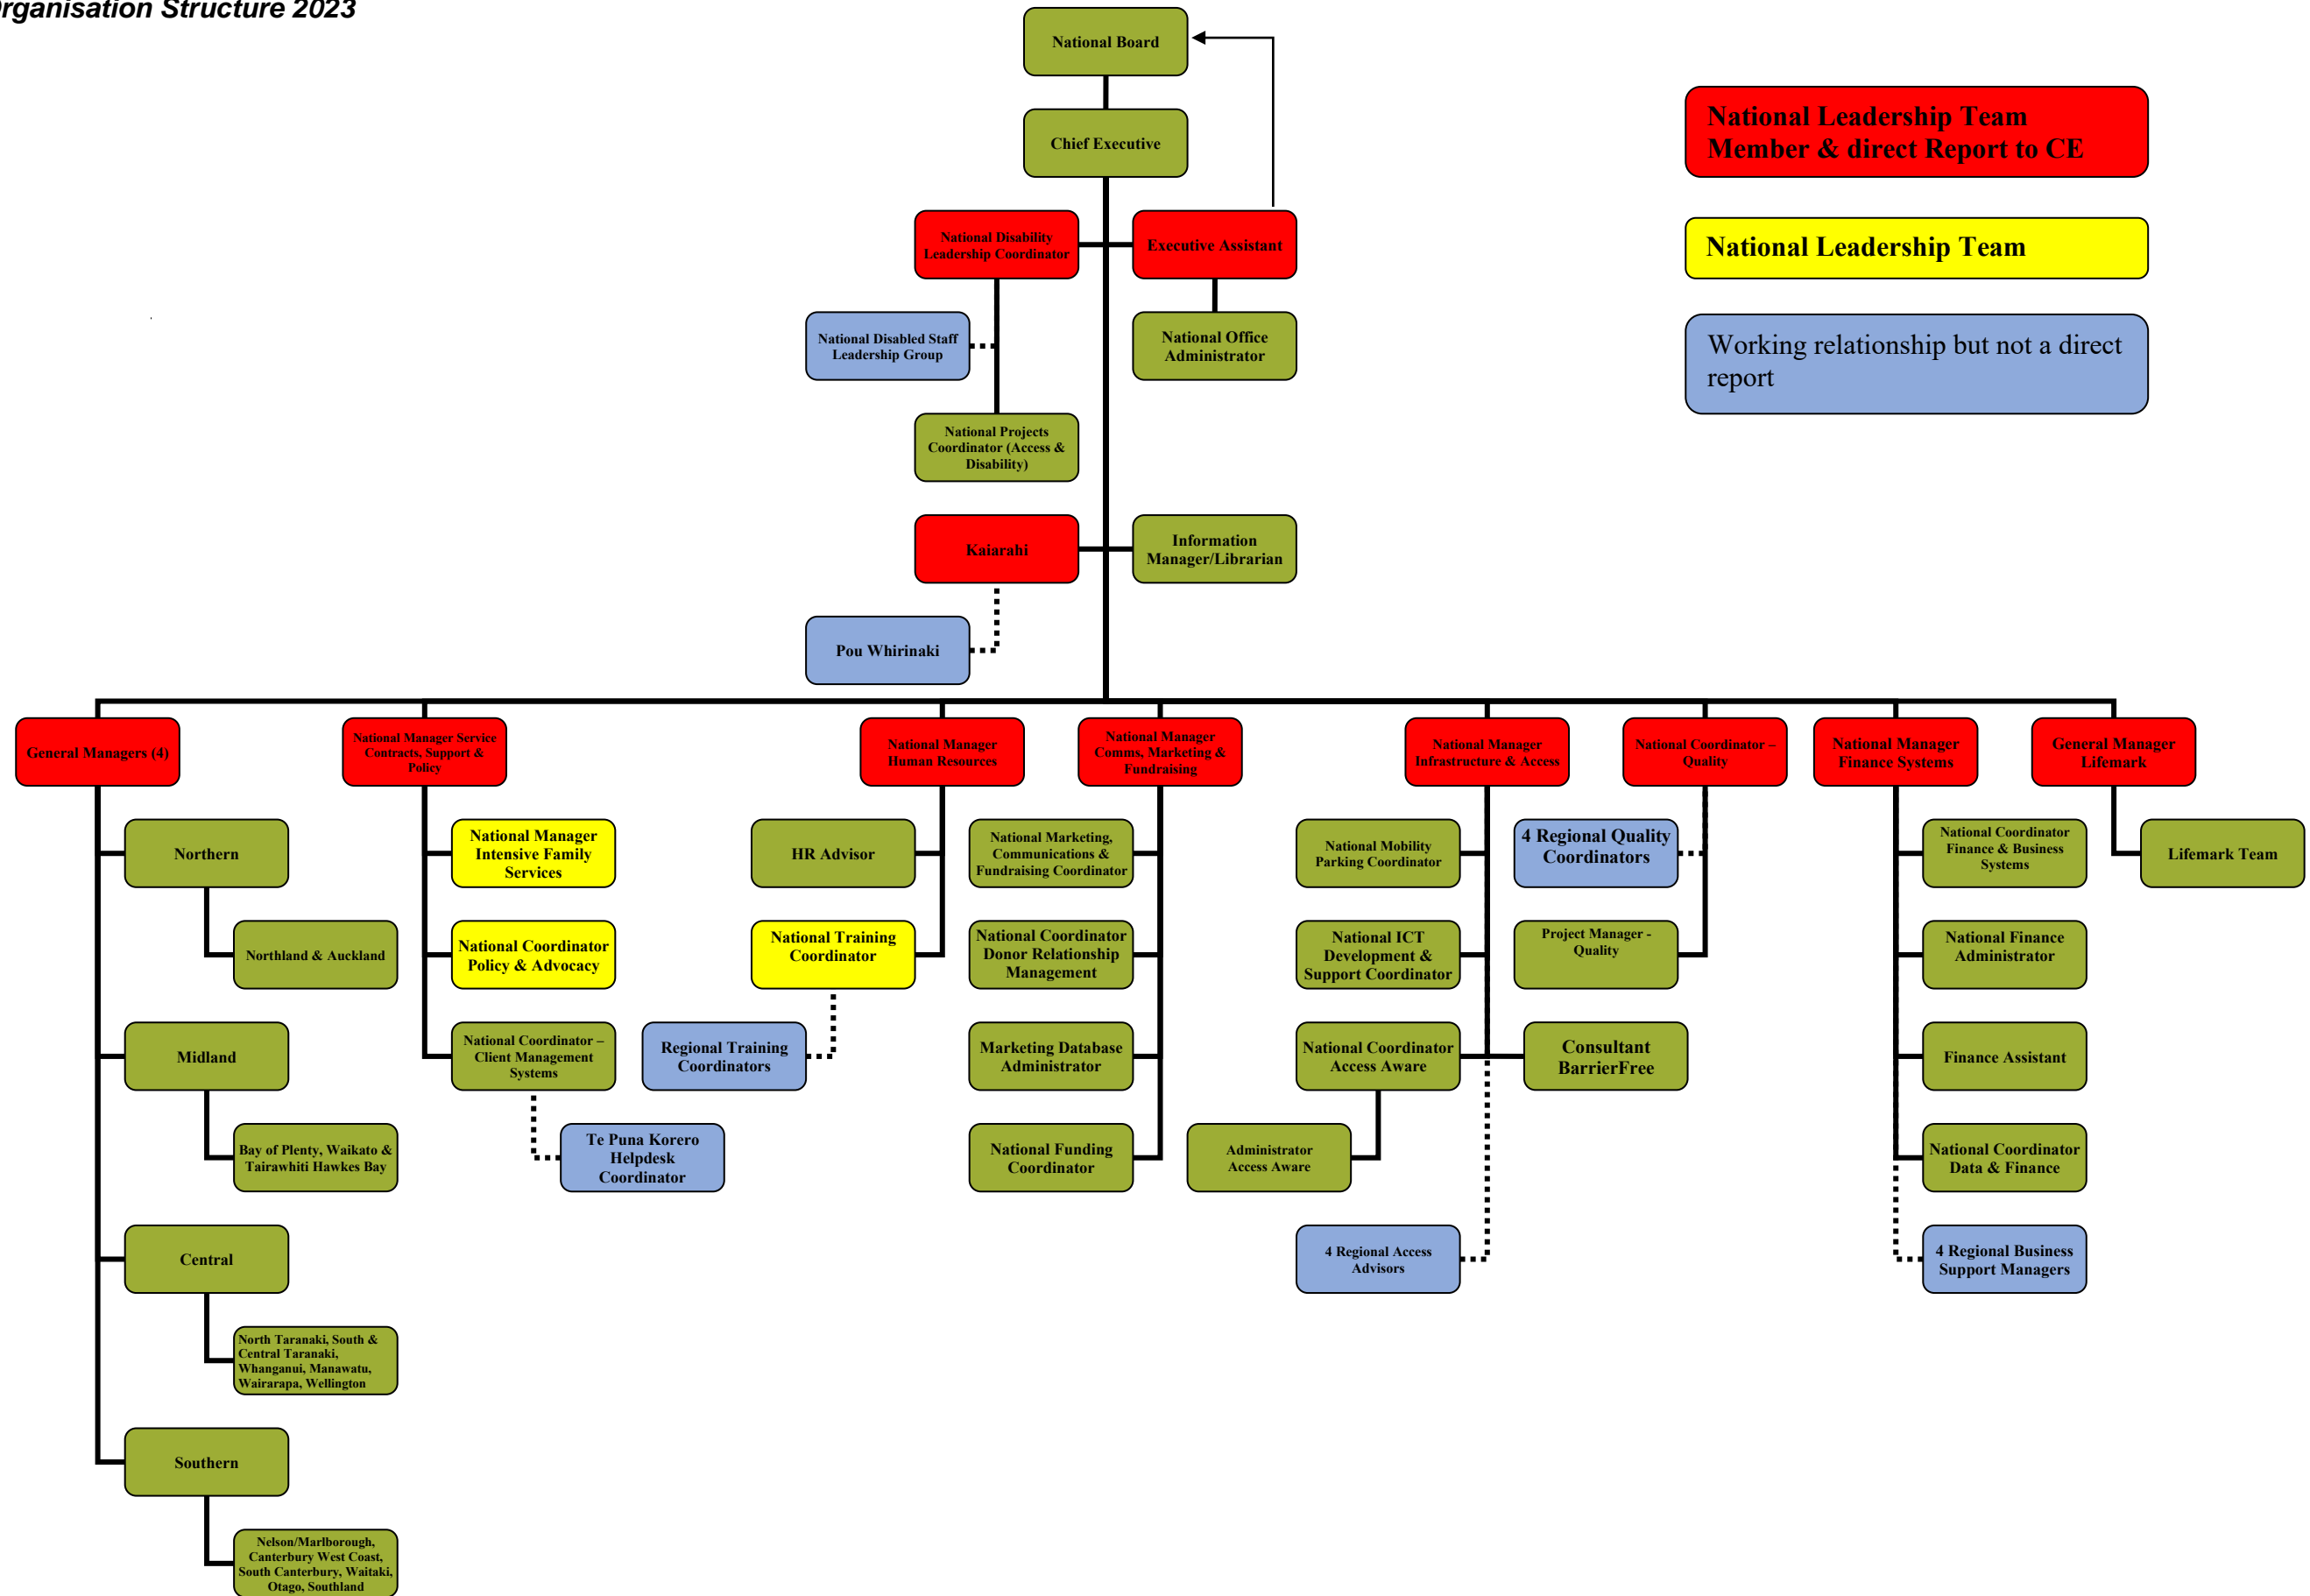 rganisation Structure 2023
National Board
Chief Executive
National Leadership Team
Member & direct Report to CE
National Leadership Team
Working relationship but not a direct
report
National Disability
Leadership Coordinator
Executive Assistant
National Disabled Staff
Leadership Group
National Office
Administrator
National Projects
Coordinator (Access &
Disability)
Kaiarahi
Information
Manager/Librarian
Pou Whirinaki
General Managers (4)
National Manager Service
Contracts, Support &
Policy
National Manager
Human Resources
National Manager
Comms, Marketing &
Fundraising
National Manager
Infrastructure & Access
National Coordinator –
Quality
National Manager
Finance Systems
General Manager
Lifemark
Northern
National Manager
Intensive Family
Services
HR Advisor
National Marketing,
Communications &
Fundraising Coordinator
National Mobility
Parking Coordinator
4 Regional Quality
Coordinators
National Coordinator
Finance & Business
Systems
Lifemark Team
Northland & Auckland
National Coordinator
Policy & Advocacy
National Training
Coordinator
National Coordinator
Donor Relationship
Management
National ICT
Development &
Support Coordinator
Project Manager -
Quality
National Finance
Administrator
Midland
National Coordinator –
Client Management
Systems
Regional Training
Coordinators
Marketing Database
Administrator
National Coordinator
Access Aware
Consultant
BarrierFree
Finance Assistant
Bay of Plenty, Waikato &
Tairawhiti Hawkes Bay
Te Puna Korero
Helpdesk
Coordinator
National Funding
Coordinator
Administrator
Access Aware
National Coordinator
Data & Finance
Central
4 Regional Access
Advisors
4 Regional Business
Support Managers
North Taranaki, South &
Central Taranaki,
Whanganui, Manawatu,
Wairarapa, Wellington
Southern
Nelson/Marlborough,
Canterbury West Coast,
South Canterbury, Waitaki,
Otago, Southland